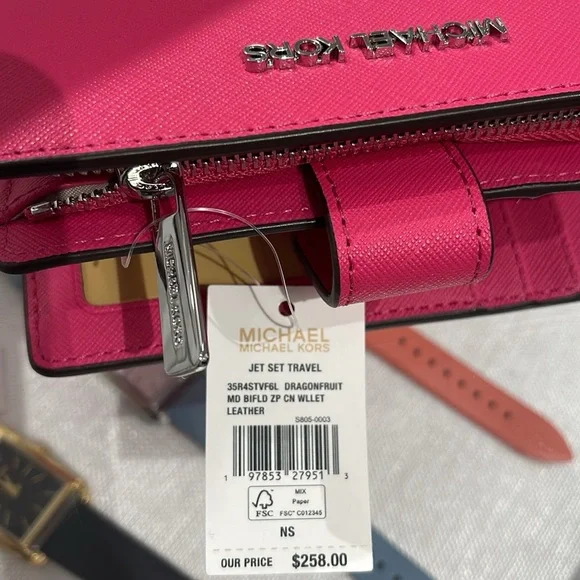 MICHAEL KORS
MICHAEL
MICHAEL KORS
JET SET TRAVEL
35R4STVF6L DRAGONFRUIT
MD BIFLD ZP CN WLLET
LEATHER
S805-0003
1 97853 27951 3
FSC
MIX
Paper
FSC® C012345
NS
OUR PRICE $258.00